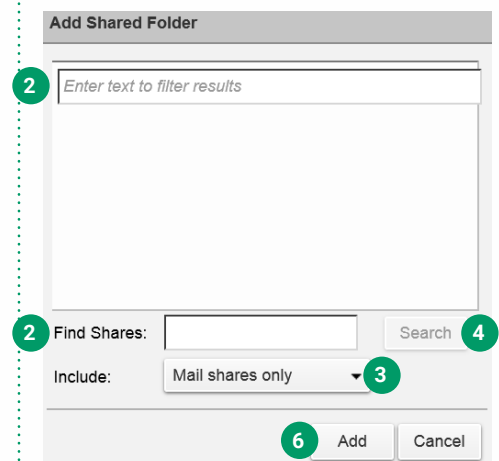 Add Shared Folder
2 Enter text to filter results
2 Find Shares: Search 4
Include: Mail shares only 3
6 Add Cancel